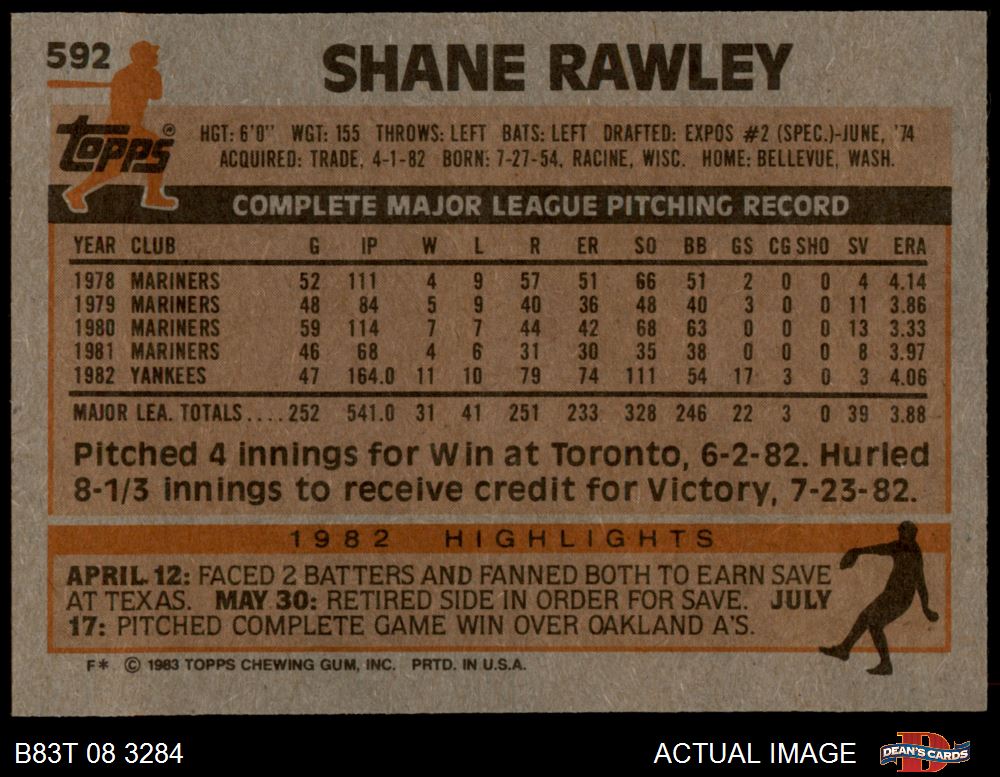 592
SHANE RAWLEY
topps®
HGT: 6'0" WGT: 155 THROWS: LEFT BATS: LEFT DRAFTED: EXPOS #2 (SPEC.)-JUNE, '74
ACQUIRED: TRADE, 4-1-82 BORN: 7-27-54, RACINE, WISC. HOME: BELLEVUE, WASH.
COMPLETE MAJOR LEAGUE PITCHING RECORD
YEAR CLUB G IP W L R ER SO BB GS CG SHO SV ERA
1978 MARINERS 52 111 4 9 57 51 66 51 2 0 0 4 4.14
1979 MARINERS 48 84 5 9 40 36 48 40 3 0 0 11 3.86
1980 MARINERS 59 114 7 7 44 42 68 63 0 0 0 13 3.33
1981 MARINERS 46 68 4 6 31 30 35 38 0 0 0 8 3.97
1982 YANKEES 47 164.0 11 10 79 74 111 54 17 3 0 3 4.06
MAJOR LEA. TOTALS.... 252 541.0 31 41 251 233 328 246 22 3 0 39 3.88
Pitched 4 innings for Win at Toronto, 6-2-82. Hurled
8-1/3 innings to receive credit for Victory, 7-23-82.
1982 HIGHLIGHTS
APRIL 12: FACED 2 BATTERS AND FANNED BOTH TO EARN SAVE
AT TEXAS. MAY 30: RETIRED SIDE IN ORDER FOR SAVE. JULY
17: PITCHED COMPLETE GAME WIN OVER OAKLAND A'S.
F* © 1983 TOPPS CHEWING GUM, INC. PRTD. IN U.S.A.
B83T 08 3284
ACTUAL IMAGE
DEAN'S CARDS